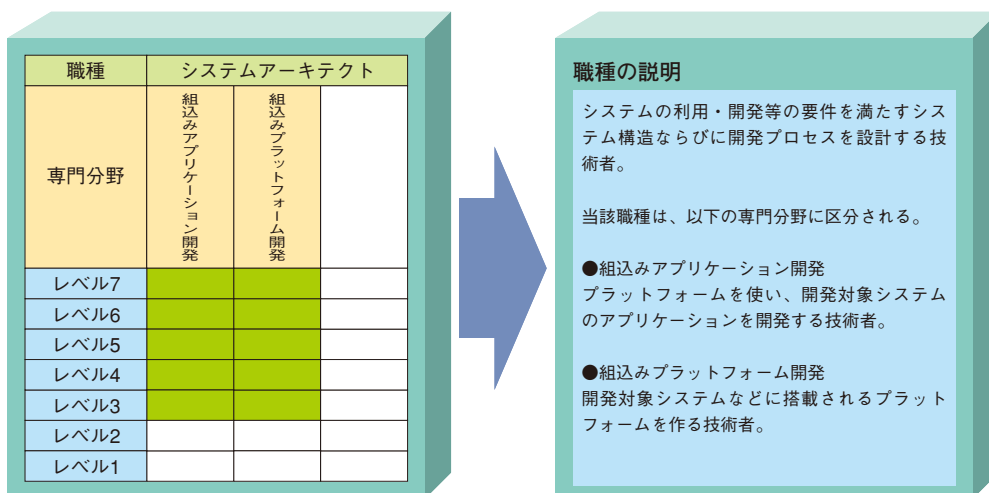 職種 システムアーキテクト
専門分野 組込みアプリケーション開発 組込みプラットフォーム開発
レベル7
レベル6
レベル5
レベル4
レベル3
レベル2
レベル1
職種の説明
システムの利用・開発等の要件を満たすシス
テム構造ならびに開発プロセスを設計する技
術者。
当該職種は、以下の専門分野に区分される。
●組込みアプリケーション開発
プラットフォームを使い、開発対象システム
のアプリケーションを開発する技術者。
●組込みプラットフォーム開発
開発対象システムなどに搭載されるプラット
フォームを作る技術者。